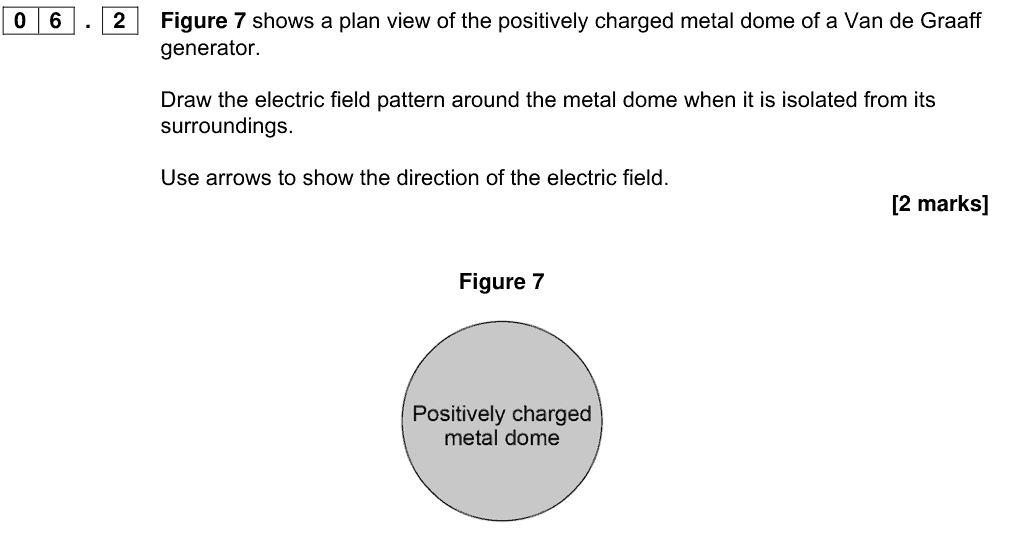 0 6 . 2 Figure 7 shows a plan view of the positively charged metal dome of a Van de Graaff
generator.
Draw the electric field pattern around the metal dome when it is isolated from its
surroundings.
Use arrows to show the direction of the electric field.
[2 marks]
Figure 7
Positively charged
metal dome